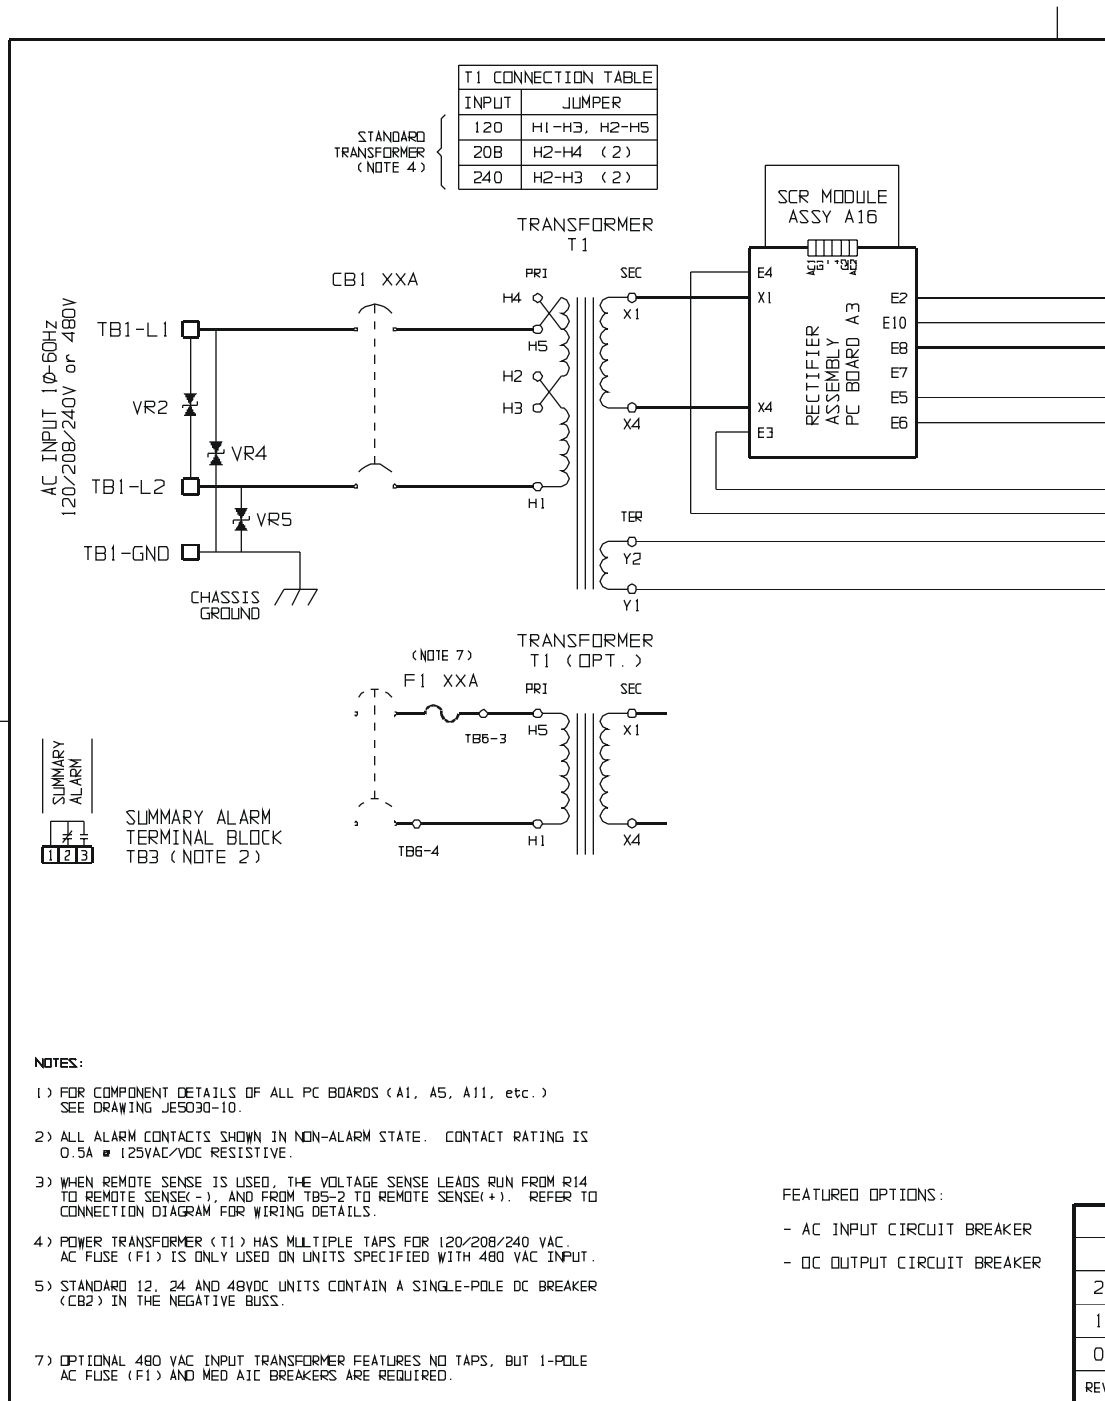 T1 CONNECTION TABLE
INPUT JUMPER
120 H1-H3, H2-H5
208 H2-H4 (2)
240 H2-H3 (2)
STANDARD
TRANSFORMER
(NOTE 4)
SCR MODULE
ASSY A16
TRANSFORMER
T1
PRI
SEC
CB1 XXA
AC INPUT 1Ø-60Hz
120/208/240V or 480V
TB1-L1
TB1-L2
TB1-GND
VR2
VR4
VR5
CHASSIS
GROUND
H4
H5
H2
H3
H1
X1
X4
TER
Y2
Y1
E4
X1
X4
E3
RECTIFIER
ASSEMBLY
PC BOARD A3
E2
E10
E8
E7
E5
E6
TRANSFORMER
T1 (OPT.)
(NOTE 7)
F1 XXA
PRI
SEC
TB6-3
H5
X1
TB6-4
H1
X4
SUMMARY
ALARM
1 2 3
SUMMARY ALARM
TERMINAL BLOCK
TB3 (NOTE 2)
NOTES:
1) FOR COMPONENT DETAILS OF ALL PC BOARDS (A1, A5, A11, etc.)
SEE DRAWING JE5030-10.
2) ALL ALARM CONTACTS SHOWN IN NON-ALARM STATE. CONTACT RATING IS
0.5A @ 125VAC/VDC RESISTIVE.
3) WHEN REMOTE SENSE IS USED, THE VOLTAGE SENSE LEADS RUN FROM R14
TO REMOTE SENSE(-), AND FROM TB5-2 TO REMOTE SENSE(+). REFER TO
CONNECTION DIAGRAM FOR WIRING DETAILS.
4) POWER TRANSFORMER (T1) HAS MULTIPLE TAPS FOR 120/208/240 VAC.
AC FUSE (F1) IS ONLY USED ON UNITS SPECIFIED WITH 480 VAC INPUT.
5) STANDARD 12, 24 AND 48VDC UNITS CONTAIN A SINGLE-POLE DC BREAKER
(CB2) IN THE NEGATIVE BUSS.
7) OPTIONAL 480 VAC INPUT TRANSFORMER FEATURES NO TAPS, BUT 1-POLE
AC FUSE (F1) AND MED AIC BREAKERS ARE REQUIRED.
FEATURED OPTIONS:
- AC INPUT CIRCUIT BREAKER
- DC OUTPUT CIRCUIT BREAKER
2
1
0
REV